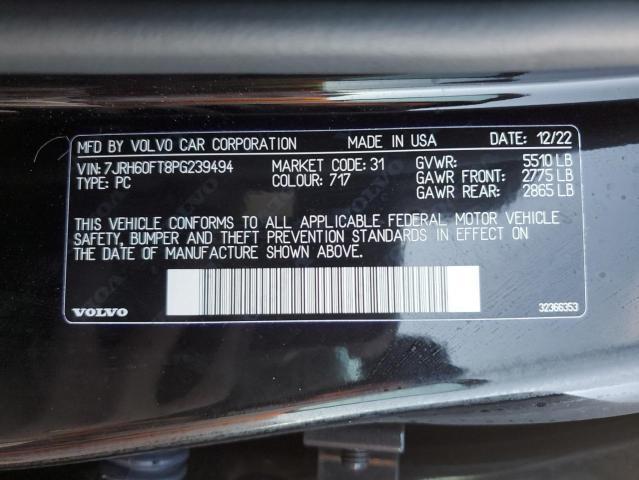 MFD BY VOLVO CAR CORPORATION MADE IN USA DATE: 12/22
VIN: 7JRH60FT8PG239494 MARKET CODE: 31 GVWR: 5510 LB
TYPE: PC COLOUR: 717 GAWR FRONT: 2775 LB
GAWR REAR: 2865 LB
THIS VEHICLE CONFORMS TO ALL APPLICABLE FEDERAL MOTOR VEHICLE
SAFETY, BUMPER AND THEFT PREVENTION STANDARDS IN EFFECT ON
THE DATE OF MANUFACTURE SHOWN ABOVE.
VOLVO 32366353